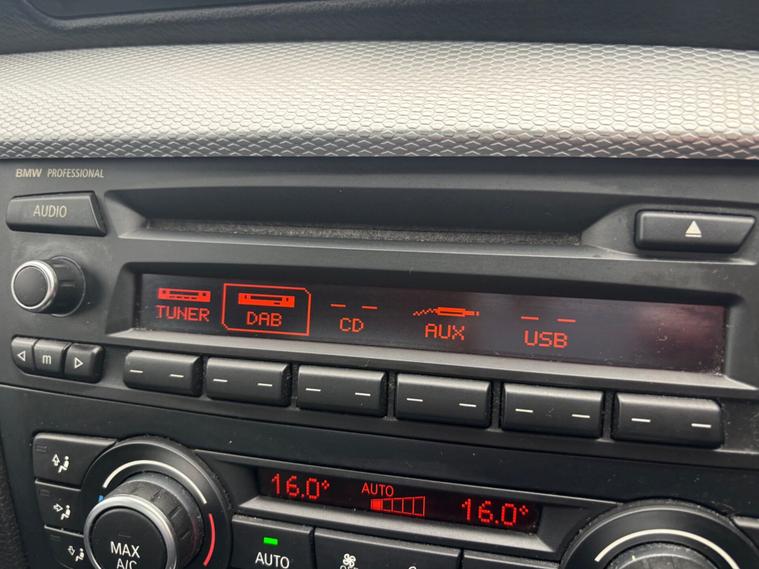 BMW PROFESSIONAL
AUDIO
TUNER DAB CD AUX USB
m
16.0° AUTO 16.0°
MAX
A/C
AUTO